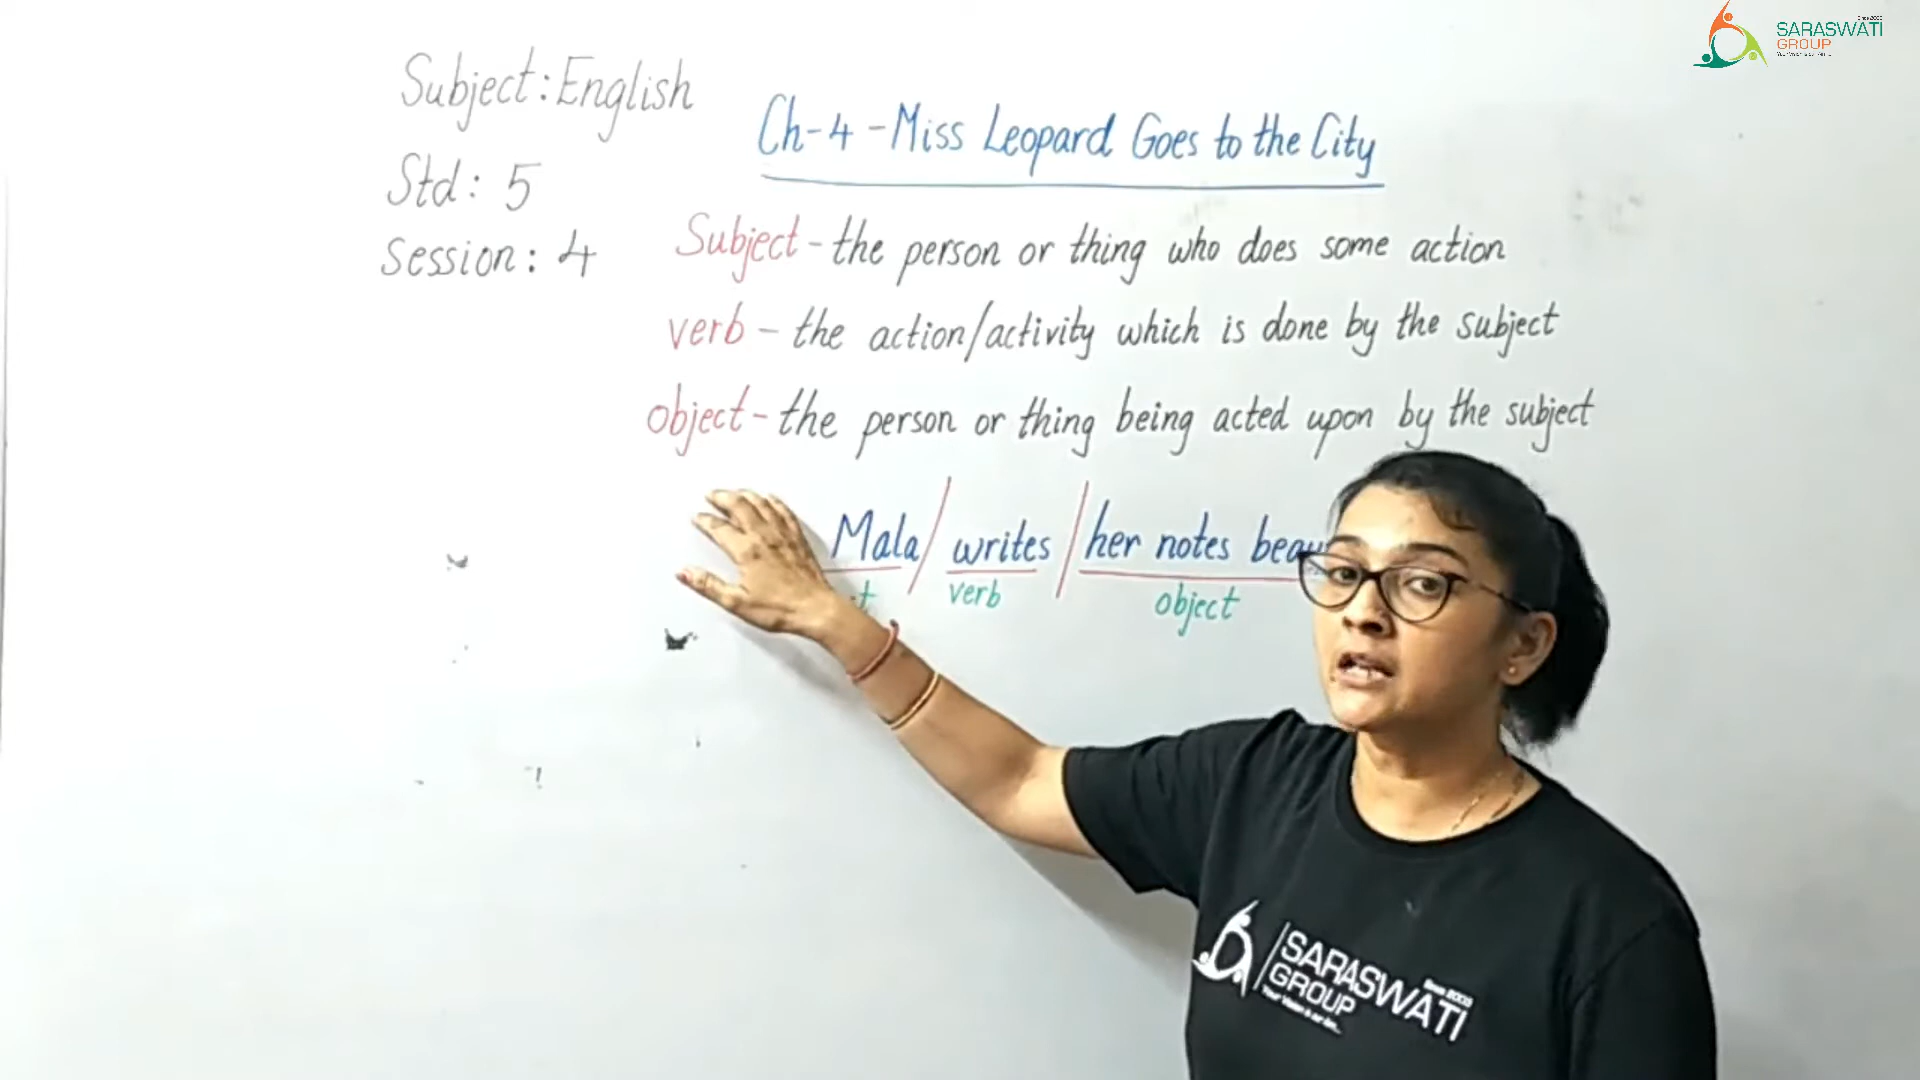 Subject: English
Std: 5
Session: 4
Ch-4-Miss Leopard Goes to the City
Subject - the person or thing who does some action
verb - the action/activity which is done by the subject
object - the person or thing being acted upon by the subject
Mala / writes / her notes
verb
object
SARASWATI
GROUP
Since 2003
SARASWATI
GROUP